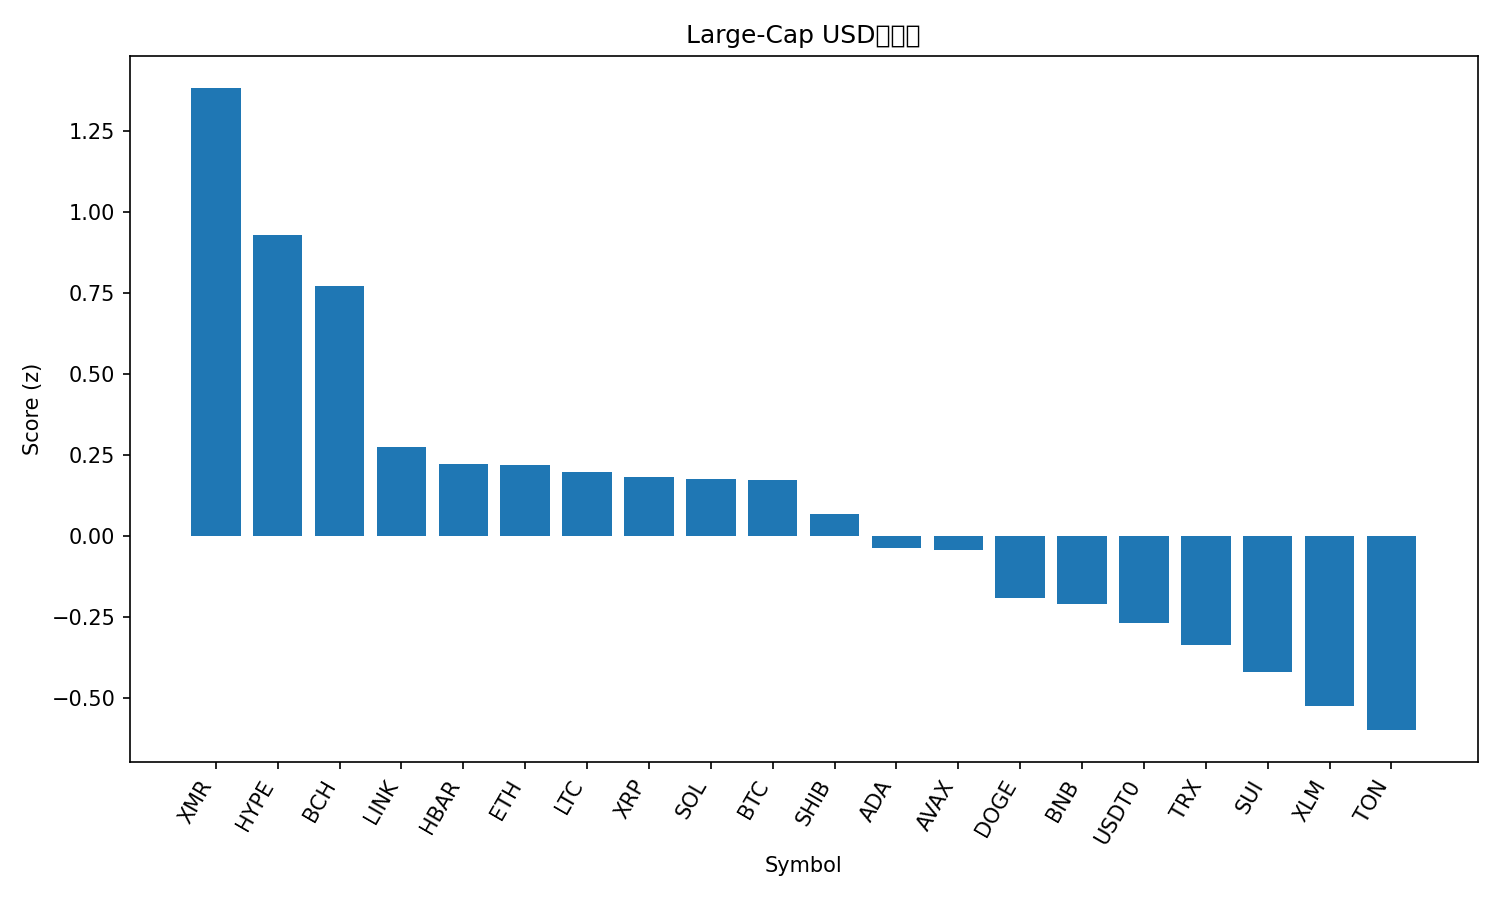 Large-Cap USD
Score (z)
1.25
1.00
0.75
0.50
0.25
0.00
−0.25
−0.50
XMR
HYPE
BCH
LINK
HBAR
ETH
LTC
XRP
SOL
BTC
SHIB
ADA
AVAX
DOGE
BNB
USDT0
TRX
SUI
XLM
TON
Symbol